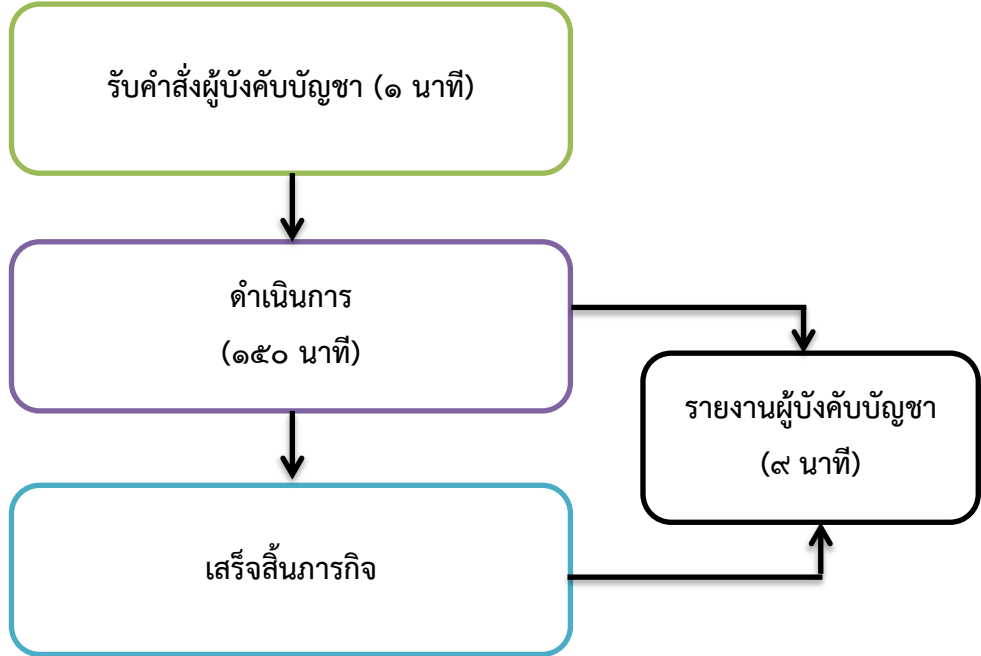 รับคำสั่งผู้บังคับบัญชา (๑ นาที)
ดำเนินการ
(๑๕๐ นาที)
รายงานผู้บังคับบัญชา
(๙ นาที)
เสร็จสิ้นภารกิจ